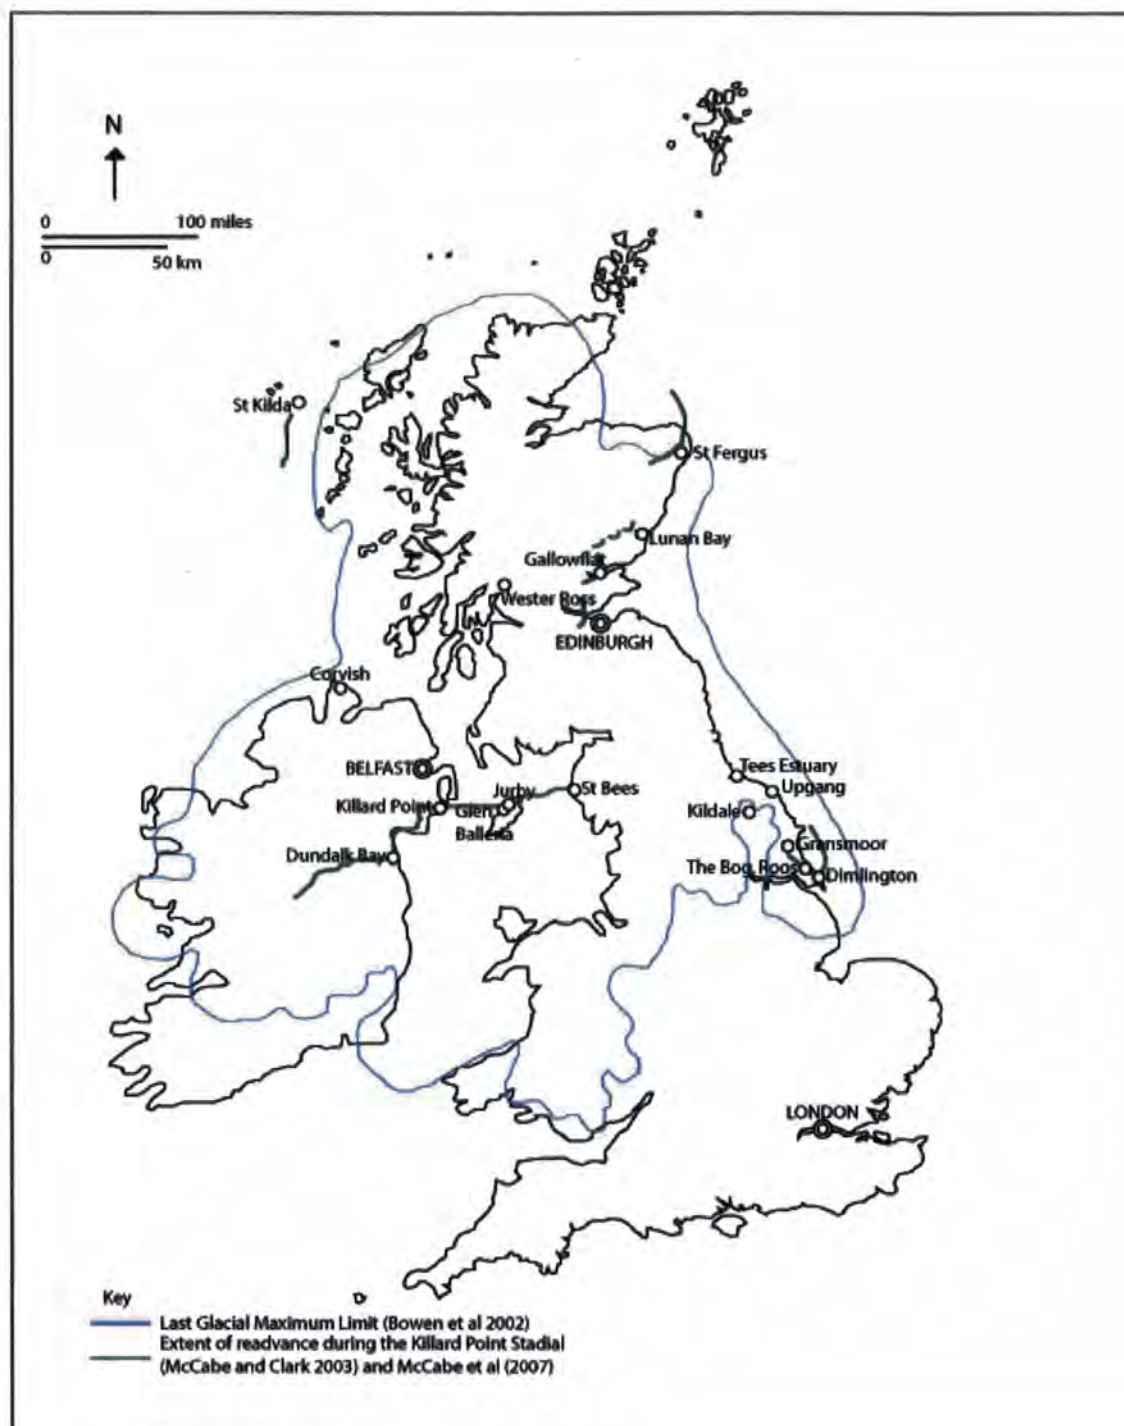 N
0 100 miles
0 50 km
St Kilda
St Fergus
Lunan Bay
Gallowflat
Wester Ross
EDINBURGH
Corvish
BELFAST
Tees Estuary
Upgang
Jurby
St Bees
Killard Point
Glen
Balleria
Kildale
Dundalk Bay
Gransmoor
The Bog, Roos
Dimlington
LONDON
Key
Last Glacial Maximum Limit (Bowen et al 2002)
Extent of readvance during the Killard Point Stadial
(McCabe and Clark 2003) and McCabe et al (2007)